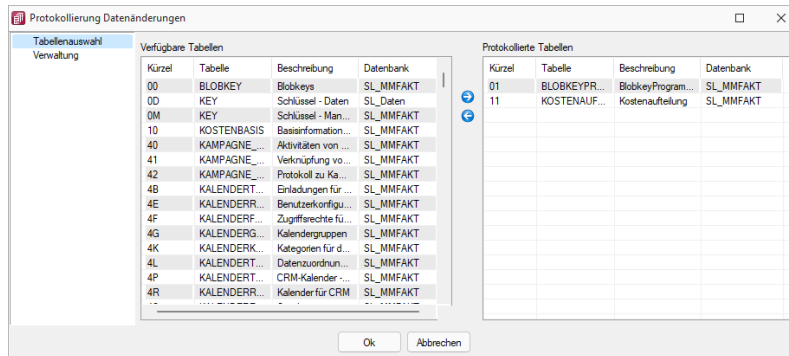 Protokollierung Datenänderungen
Tabellenauswahl
Verwaltung
Verfügbare Tabellen
Kürzel Tabelle Beschreibung Datenbank
00 BLOBKEY Blobkeys SL_MMFAKT
0D KEY Schlüssel - Daten SL_Daten
0M KEY Schlüssel - Man... SL_MMFAKT
10 KOSTENBASIS Basisinformation... SL_MMFAKT
40 KAMPAGNE_... Aktivitäten von ... SL_MMFAKT
41 KAMPAGNE_... Verknüpfung vo... SL_MMFAKT
42 KAMPAGNE_... Protokoll zu Ka... SL_MMFAKT
4B KALENDERT... Einladungen für ... SL_MMFAKT
4E KALENDERR... Benutzerkonfigu... SL_MMFAKT
4F KALENDERF... Zugriffsrechte fü... SL_MMFAKT
4G KALENDERG... Kalendergruppen SL_MMFAKT
4K KALENDERK... Kategorien für d... SL_MMFAKT
4L KALENDERT... Datenzuordnun... SL_MMFAKT
4P KALENDERT... CRM-Kalender -... SL_MMFAKT
4R KALENDERR... Kalender für CRM SL_MMFAKT
Protokollierte Tabellen
Kürzel Tabelle Beschreibung Datenbank
01 BLOBKEYPR... BlobkeyProgram... SL_MMFAKT
11 KOSTENAUF... Kostenaufteilung SL_MMFAKT
Ok Abbrechen